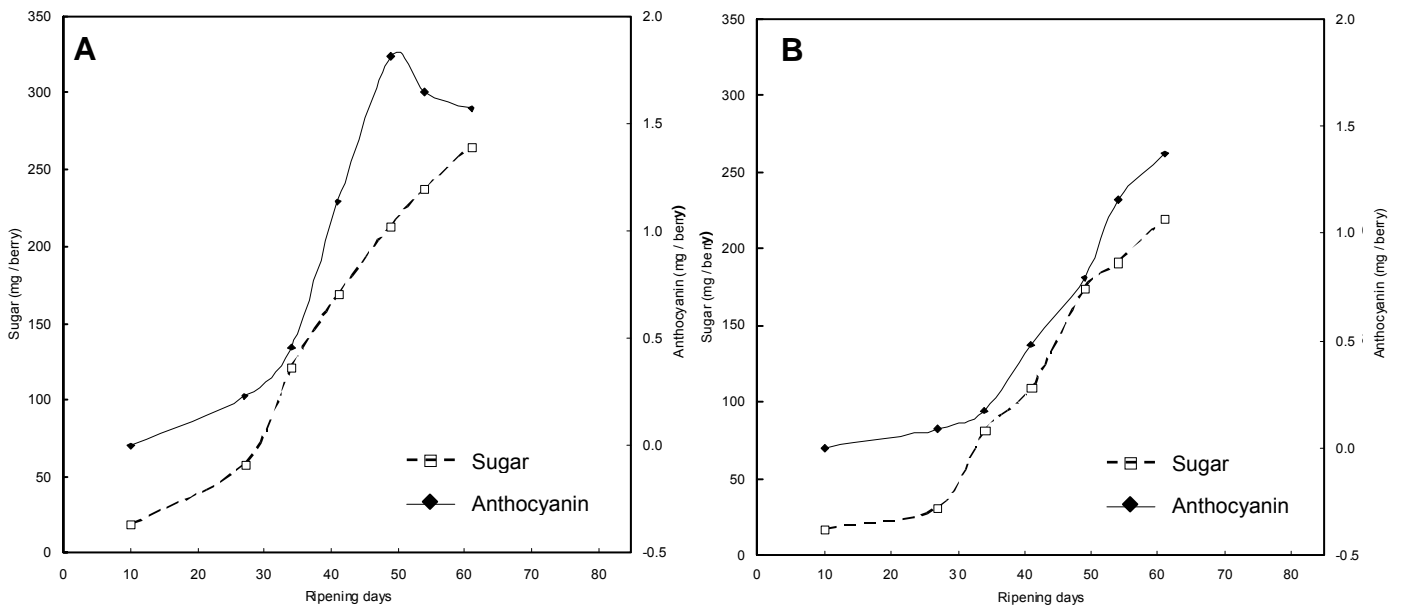 A
350
300
250
200
150
100
50
0
Sugar (mg / berry)
2.0
1.5
1.0
0.5
0.0
-0.5
Anthocyanin (mg / berry)
Sugar
Anthocyanin
0 10 20 30 40 50 60 70 80
Ripening days
B
350
300
250
200
150
100
50
0
Sugar (mg / berry)
2.0
1.5
1.0
0.5
0.0
-0.5
Anthocyanin (mg / berry)
Sugar
Anthocyanin
0 10 20 30 40 50 60 70 80
Ripening days